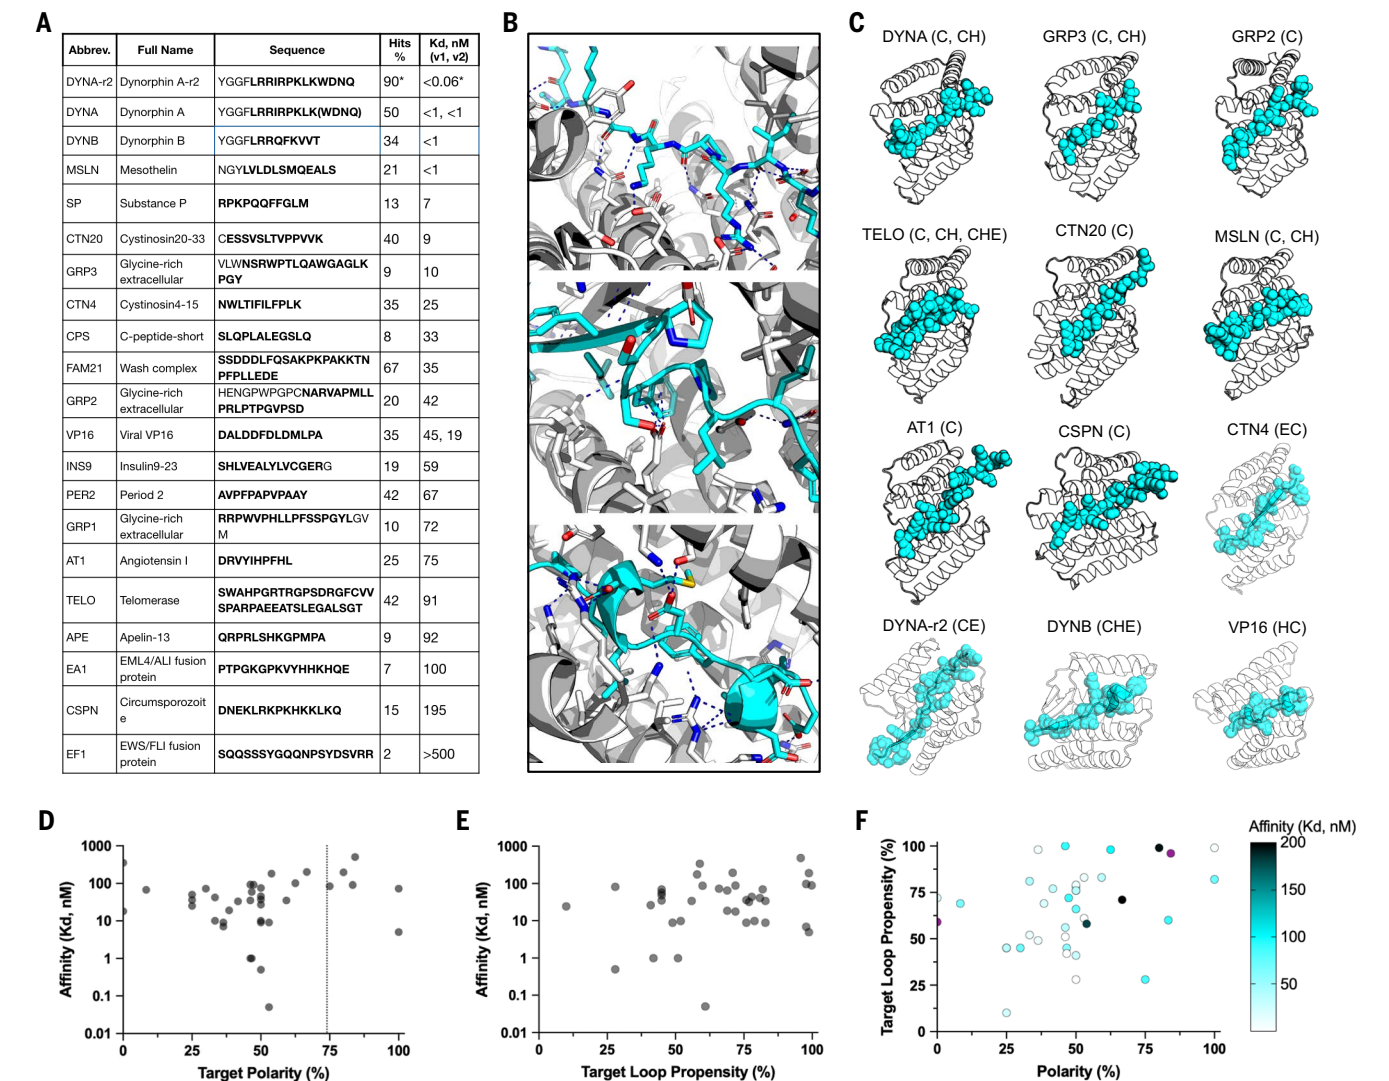 A
Abbrev. Full Name Sequence Hits % Kd, nM (v1, v2)
DYNA-r2 Dynorphin A-r2 YGGFLRRIRPKLKWDNQ 90* <0.06*
DYNA Dynorphin A YGGFLRRIRPKLK(WDNQ) 50 <1, <1
DYNB Dynorphin B YGGFLRRQFKVVT 34 <1
MSLN Mesothelin NGYLVLDLSMQEALS 21 <1
SP Substance P RPKPQQFFGLM 13 7
CTN20 Cystinosin20-33 CESSVSLTVPPVVK 40 9
GRP3 Glycine-rich extracellular VLWNSRWPTLQAWGAGLK PGY 9 10
CTN4 Cystinosin4-15 NWLTIFILFPLK 35 25
CPS C-peptide-short SLQPLALEGSLQ 8 33
FAM21 Wash complex SSDDDLFQSAKPKPAKKTN PFPLLEDE 67 35
GRP2 Glycine-rich extracellular HENGPWPGPCNARVAPMLL PRLPTPGVPSD 20 42
VP16 Viral VP16 DALDDFDLDMLPA 35 45, 19
INS9 Insulin9-23 SHLVEALYLVCGERG 19 59
PER2 Period 2 AVPFPAPVPAAY 42 67
GRP1 Glycine-rich extracellular RRPWVPHLLPFSSPGYLGV M 10 72
AT1 Angiotensin I DRVYIHPFHL 25 75
TELO Telomerase SWAHPGRTRGPSDRGFCVV SPARPAEEATSLEGALSGT 42 91
APE Apelin-13 QRPRLSHKGPMPA 9 92
EA1 EML4/ALI fusion protein PTPGKGPKVYHHKHQE 7 100
CSPN Circumsporozoit e DNEKLRKPKHKKLKQ 15 195
EF1 EWS/FLI fusion protein SQQSSSYGQQNPSYDSVRR 2 >500
B
C
DYNA (C, CH) GRP3 (C, CH) GRP2 (C)
TELO (C, CH, CHE) CTN20 (C) MSLN (C, CH)
AT1 (C) CSPN (C) CTN4 (EC)
DYNA-r2 (CE) DYNB (CHE) VP16 (HC)
D
Affinity (Kd, nM)
1000
100
10
1
0.1
0.01
0 25 50 75 100
Target Polarity (%)
E
Affinity (Kd, nM)
1000
100
10
1
0.1
0.01
0 25 50 75 100
Target Loop Propensity (%)
F
Target Loop Propensity (%)
100
75
50
25
0
0 25 50 75 100
Polarity (%)
Affinity (Kd, nM)
200
150
100
50